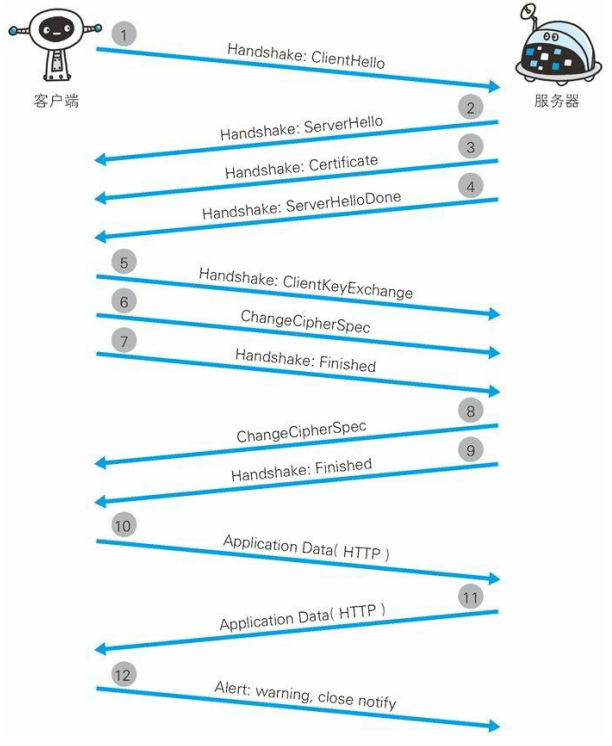 1
Handshake: ClientHello
客户端
服务器
2
Handshake: ServerHello
3
Handshake: Certificate
4
Handshake: ServerHelloDone
5
Handshake: ClientKeyExchange
6
ChangeCipherSpec
7
Handshake: Finished
8
ChangeCipherSpec
9
Handshake: Finished
10
Application Data( HTTP )
11
Application Data( HTTP )
12
Alert: warning, close notify